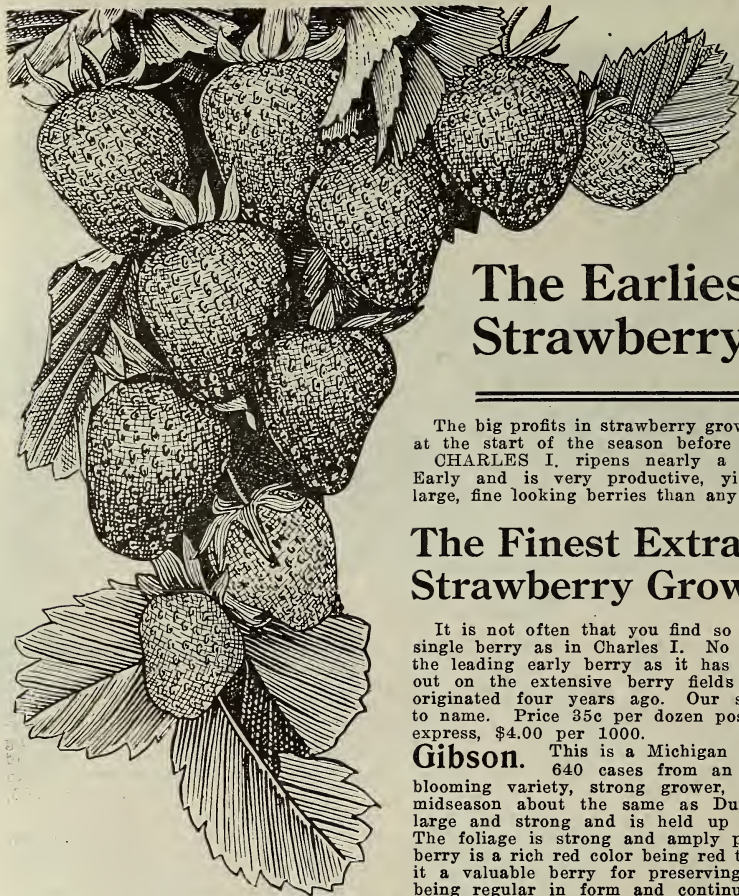 The Earlies
Strawberry
The big profits in strawberry grow
at the start of the season before
CHARLES I. ripens nearly a
Early and is very productive, yi
large, fine looking berries than any
The Finest Extra
Strawberry Grow
It is not often that you find so
single berry as in Charles I. No
the leading early berry as it has
out on the extensive berry fields
originated four years ago. Our s
to name. Price 35c per dozen pos
express, $4.00 per 1000.
Gibson. This is a Michigan
640 cases from an
blooming variety, strong grower,
midseason about the same as Du
large and strong and is held up
The foliage is strong and amply p
berry is a rich red color being red t
it a valuable berry for preserving
being regular in form and continu